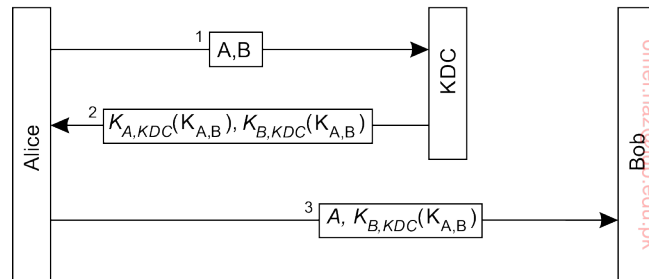 1
A,B
KDC
2
K_{A,KDC}(K_{A,B}), K_{B,KDC}(K_{A,B})
Alice
Bob
3
A, K_{B,KDC}(K_{A,B})